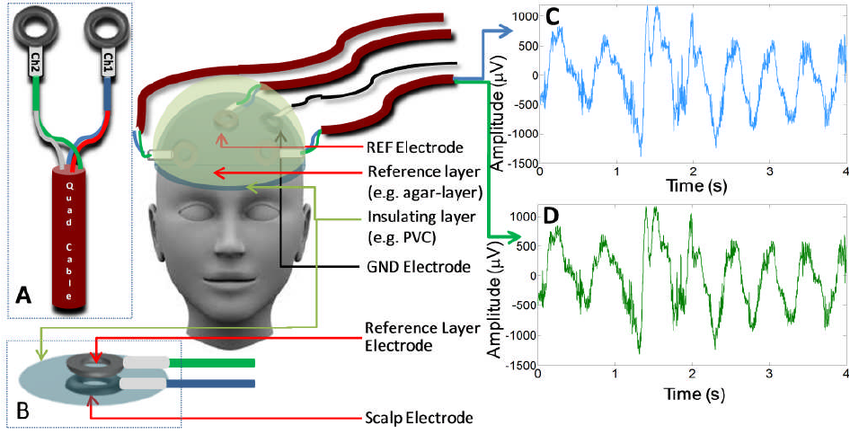 Ch2
Ch1
Quad Cable
A
REF Electrode
Reference layer
(e.g. agar-layer)
Insulating layer
(e.g. PVC)
GND Electrode
Reference Layer
Electrode
Scalp Electrode
B
C
Amplitude (µV)
1000
500
0
-500
-1000
-1500
0
1
2
3
4
Time (s)
D
Amplitude (µV)
1000
500
0
-500
-1000
-1500
0
1
2
3
4
Time (s)